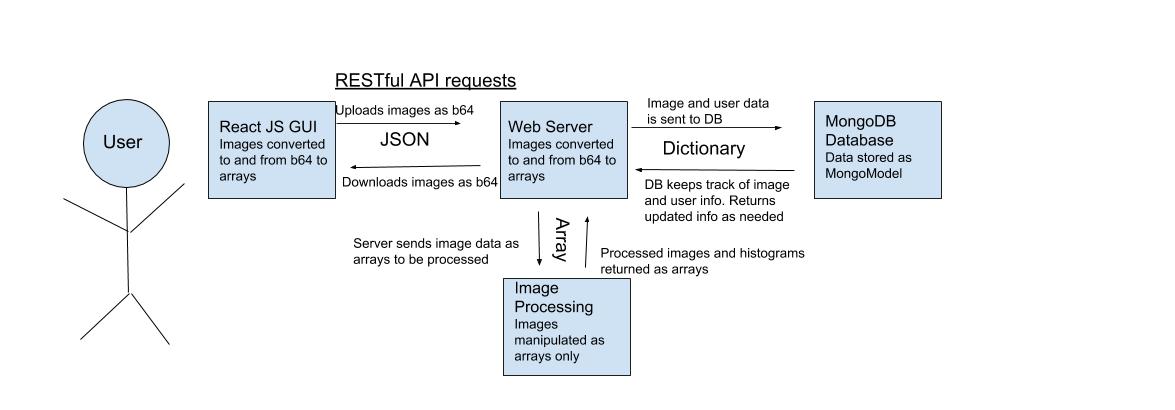 RESTful API requests
User
React JS GUI
Images converted
to and from b64 to
arrays
Uploads images as b64
JSON
Downloads images as b64
Web Server
Images converted
to and from b64 to
arrays
Image and user data
is sent to DB
Dictionary
DB keeps track of image
and user info. Returns
updated info as needed
MongoDB
Database
Data stored as
MongoModel
Server sends image data as
arrays to be processed
Array
Processed images and histograms
returned as arrays
Image
Processing
Images
manipulated as
arrays only